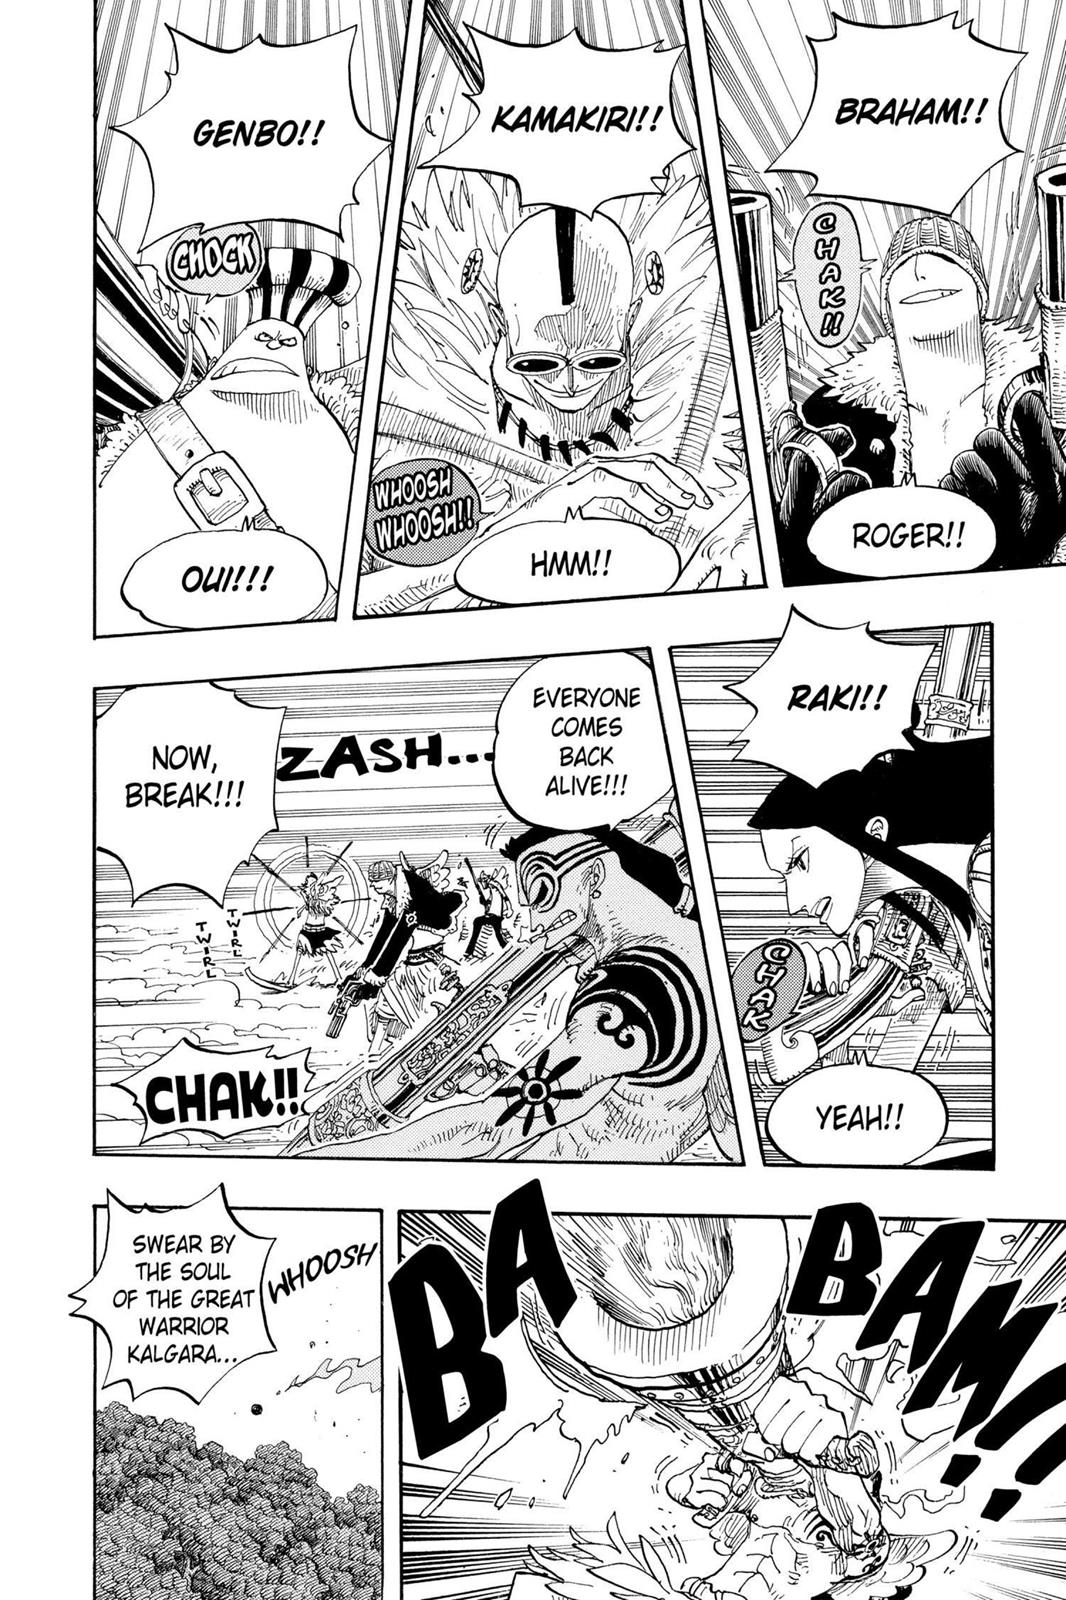 BRAHAM!!
CHAK!!
ROGER!!
KAMAKIRI!!
WHOOSH
WHOOSH!!
HMM!!
GENBO!!
CHOCK
OUI!!!
RAKI!!
CHAK
YEAH!!
EVERYONE
COMES
BACK
ALIVE!!!
ZASH...
NOW,
BREAK!!!
TWIRL
TWIRL
CHAK!!
BA
BAM!!
SWEAR BY
THE SOUL
OF THE GREAT
WARRIOR
KALGARA...
WHOOSH